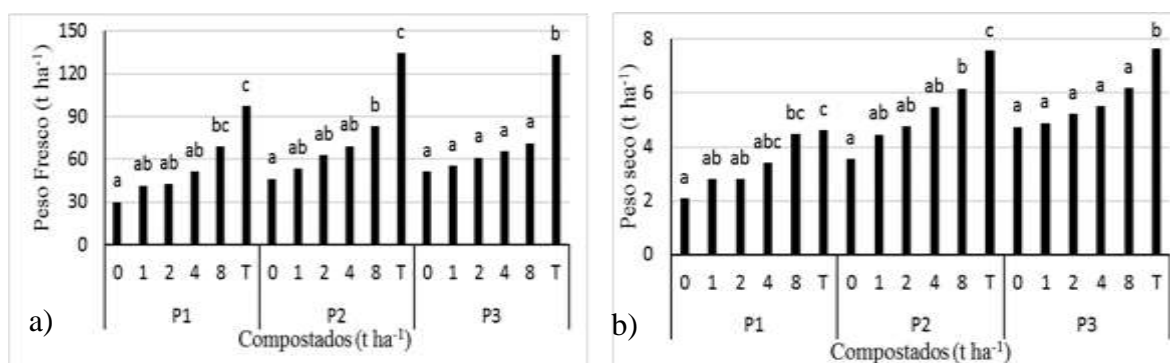 150
120
90
60
30
0
Peso Fresco (t ha⁻¹)
a ab ab ab bc c a ab ab ab b c a a a a a b
0 1 2 4 8 T 0 1 2 4 8 T 0 1 2 4 8 T
P1 P2 P3
Compostados (t ha⁻¹)
a)
8
6
4
2
0
Peso seco (t ha⁻¹)
a ab ab abc bc c a ab ab ab b c a a a a a b
0 1 2 4 8 T 0 1 2 4 8 T 0 1 2 4 8 T
P1 P2 P3
Compostados (t ha⁻¹)
b)